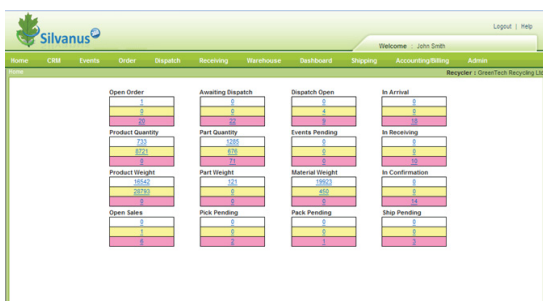 Silvanus
Logout | Help
Welcome : John Smith
Home CRM Events Order Dispatch Receiving Warehouse Dashboard Shipping Accounting/Billing Admin
Home
Recycler : GreenTech Recycling Ltd
Open Order Awaiting Dispatch Dispatch Open In Arrival
1 0 0 0
0 0 4 0
20 22 9 18
Product Quantity Part Quantity Events Pending In Receiving
733 1285 0 0
8721 676 0 0
0 71 0 10
Product Weight Part Weight Material Weight In Confirmation
16542 121 19923 8
28793 0 450 0
0 0 0 14
Open Sales Pick Pending Pack Pending Ship Pending
0 0 0 0
1 0 0 0
6 2 1 3